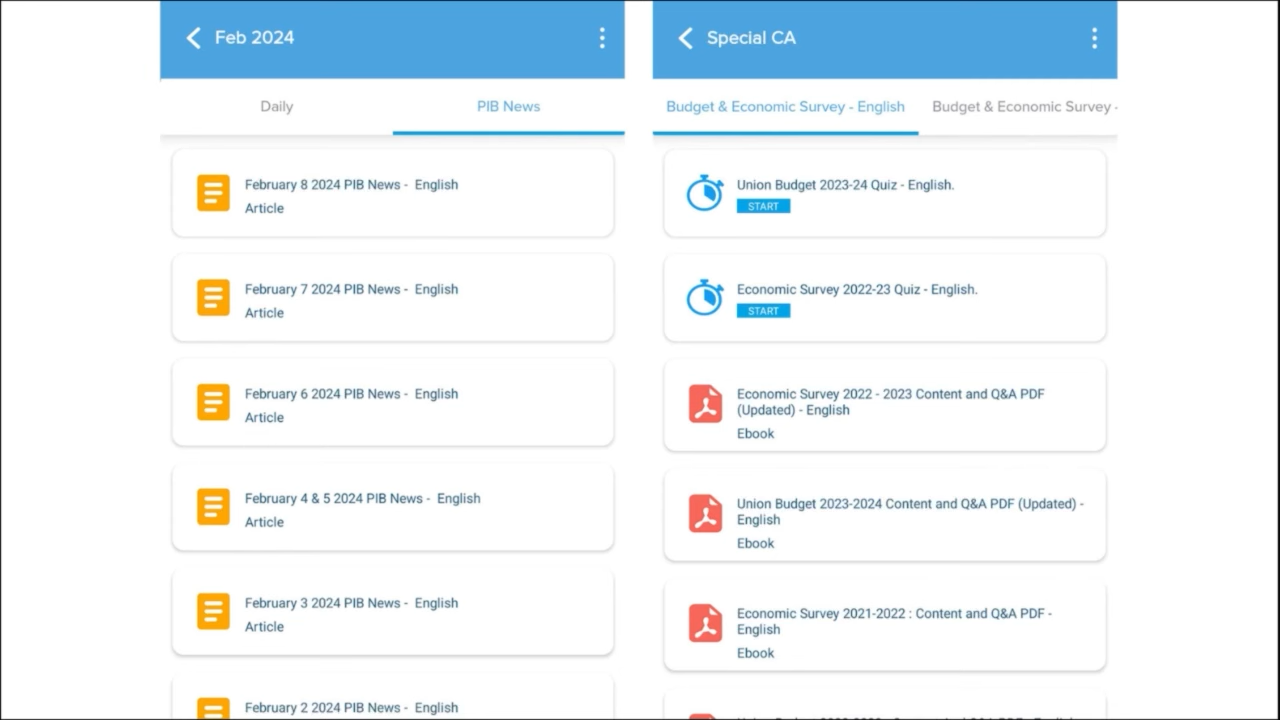 Feb 2024
Daily
PIB News
February 8 2024 PIB News - English
Article
February 7 2024 PIB News - English
Article
February 6 2024 PIB News - English
Article
February 4 & 5 2024 PIB News - English
Article
February 3 2024 PIB News - English
Article
February 2 2024 PIB News - English
Special CA
Budget & Economic Survey - English
Budget & Economic Survey -
Union Budget 2023-24 Quiz - English.
START
Economic Survey 2022-23 Quiz - English.
START
Economic Survey 2022 - 2023 Content and Q&A PDF
(Updated) - English
Ebook
Union Budget 2023-2024 Content and Q&A PDF (Updated) -
English
Ebook
Economic Survey 2021-2022 : Content and Q&A PDF -
English
Ebook